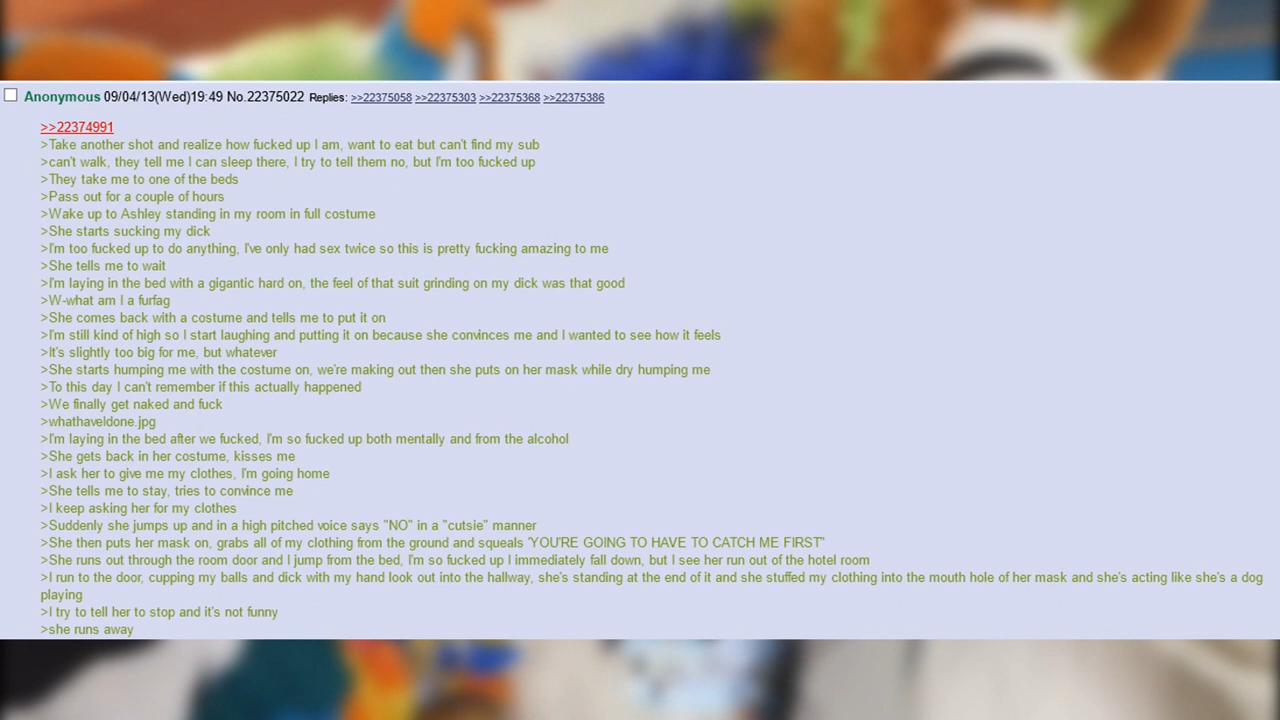 Anonymous 09/04/13(Wed)19:49 No.22375022 Replies: >>22375058 >>22375303 >>22375368 >>22375386
>>22374991
>Take another shot and realize how fucked up I am, want to eat but can't find my sub
>can't walk, they tell me I can sleep there, I try to tell them no, but I'm too fucked up
>They take me to one of the beds
>Pass out for a couple of hours
>Wake up to Ashley standing in my room in full costume
>She starts sucking my dick
>I'm too fucked up to do anything, I've only had sex twice so this is pretty fucking amazing to me
>She tells me to wait
>I'm laying in the bed with a gigantic hard on, the feel of that suit grinding on my dick was that good
>W-what am I a furfag
>She comes back with a costume and tells me to put it on
>I'm still kind of high so I start laughing and putting it on because she convinces me and I wanted to see how it feels
>It's slightly too big for me, but whatever
>She starts humping me with the costume on, we're making out then she puts on her mask while dry humping me
>To this day I can't remember if this actually happened
>We finally get naked and fuck
>whathaveIdone.jpg
>I'm laying in the bed after we fucked, I'm so fucked up both mentally and from the alcohol
>She gets back in her costume, kisses me
>I ask her to give me my clothes, I'm going home
>She tells me to stay, tries to convince me
>I keep asking her for my clothes
>Suddenly she jumps up and in a high pitched voice says "NO" in a "cutsie" manner
>She then puts her mask on, grabs all of my clothing from the ground and squeals 'YOU'RE GOING TO HAVE TO CATCH ME FIRST"
>She runs out through the room door and I jump from the bed, I'm so fucked up I immediately fall down, but I see her run out of the hotel room
>I run to the door, cupping my balls and dick with my hand look out into the hallway, she's standing at the end of it and she stuffed my clothing into the mouth hole of her mask and she's acting like she's a dog
playing
>I try to tell her to stop and it's not funny
>she runs away